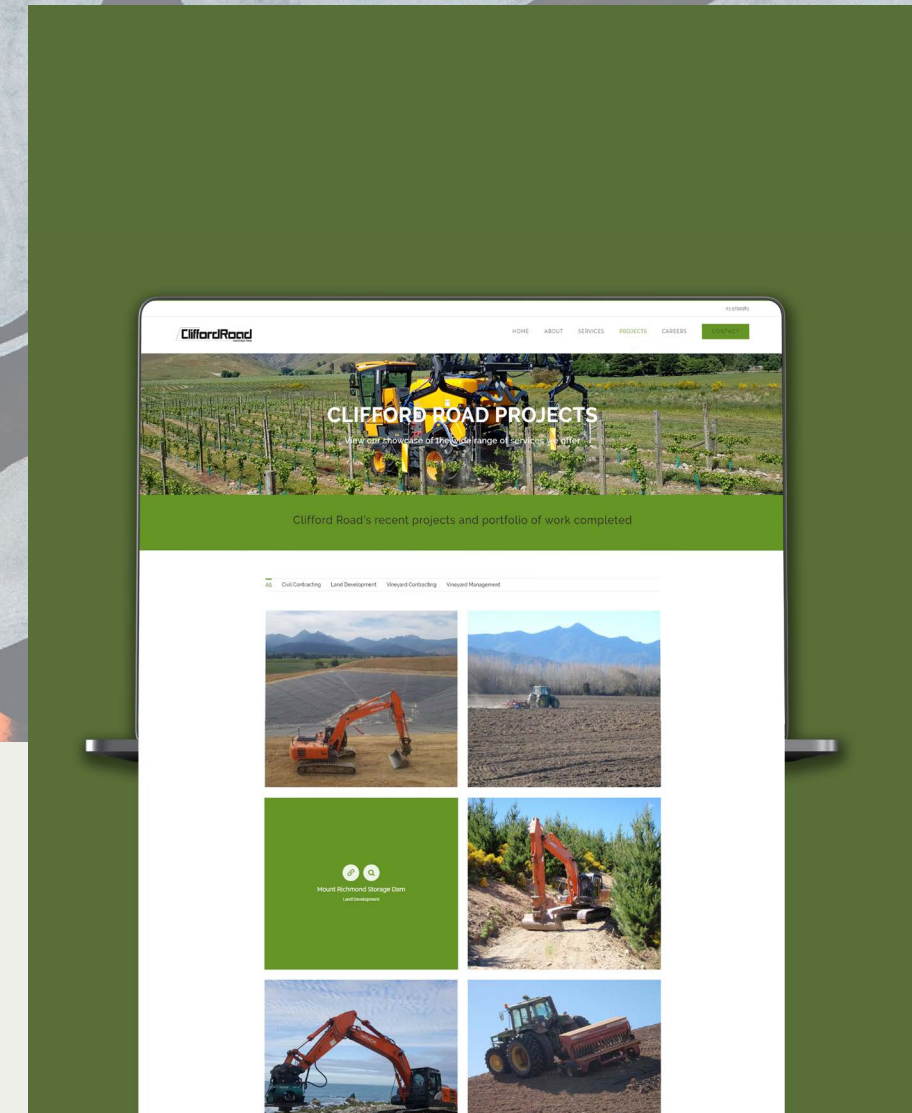 CliffordRoad
HOME ABOUT SERVICES PROJECTS CAREERS CONTACT
CLIFFORD ROAD PROJECTS
View our showcase of the wide range of services we offer
Clifford Road's recent projects and portfolio of work completed
All Civil Contracting Land Development Vineyard Contracting Vineyard Management
Mount Richmond Storage Dam
Land Development
HITACHI